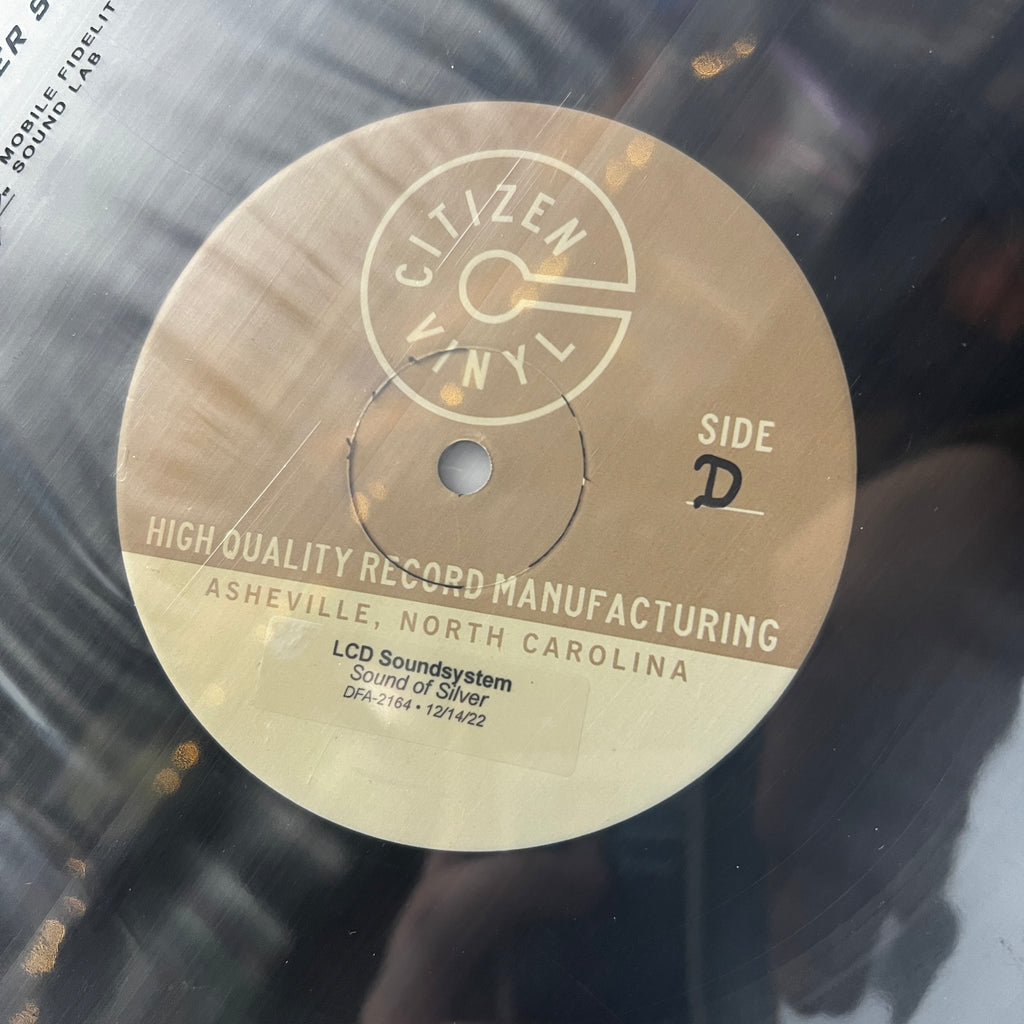 MOBILE FIDELIT
SOUND LAB
CITIZEN
VINYL
SIDE
D
HIGH QUALITY RECORD MANUFACTURING
ASHEVILLE, NORTH CAROLINA
LCD Soundsystem
Sound of Silver
DFA-2164 • 12/14/22